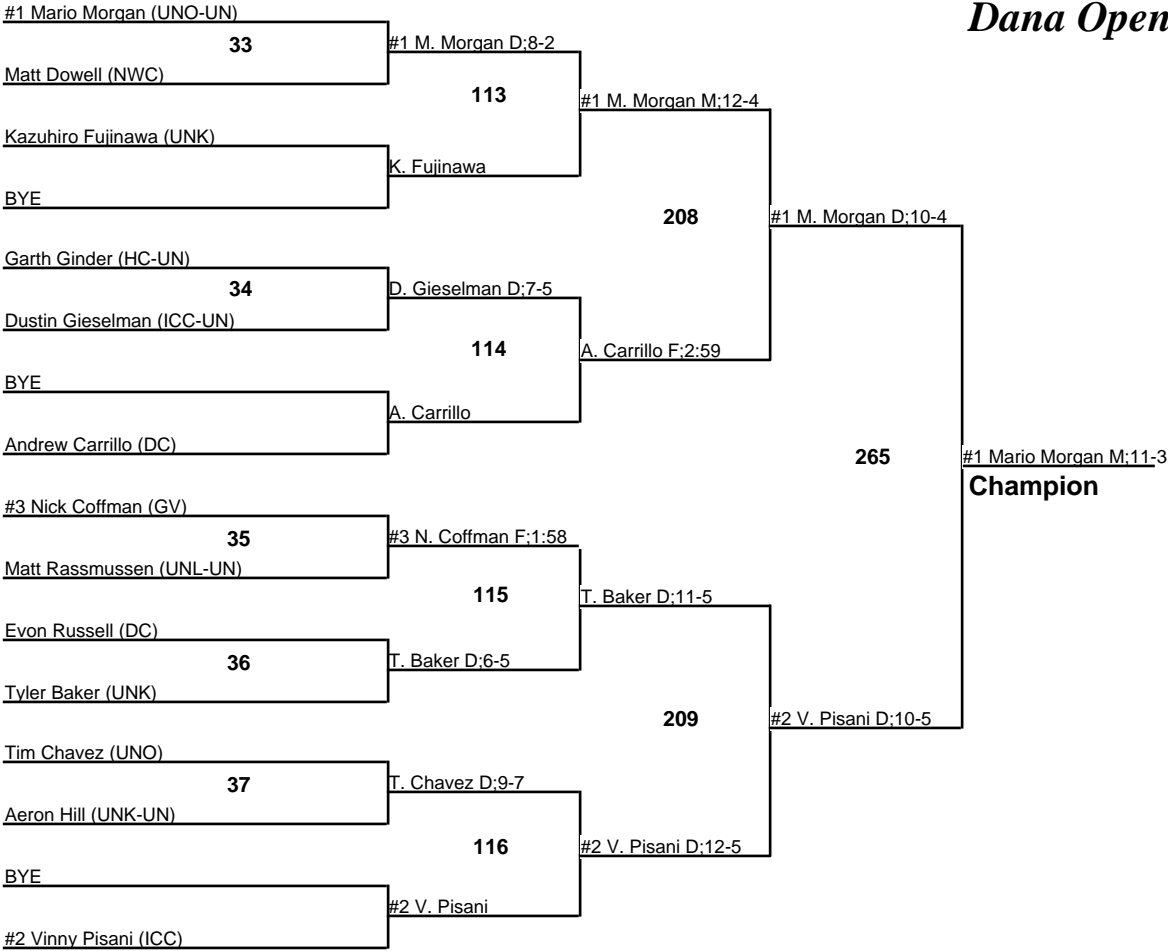 #1 Mario Morgan (UNO-UN)
Dana Open
33
#1 M. Morgan D;8-2
Matt Dowell (NWC)
113
#1 M. Morgan M;12-4
Kazuhiro Fujinawa (UNK)
K. Fujinawa
BYE
208
#1 M. Morgan D;10-4
Garth Ginder (HC-UN)
34
D. Gieselman D;7-5
Dustin Gieselman (ICC-UN)
114
A. Carrillo F;2:59
BYE
A. Carrillo
Andrew Carrillo (DC)
265
#1 Mario Morgan M;11-3
Champion
#3 Nick Coffman (GV)
35
#3 N. Coffman F;1:58
Matt Rassmussen (UNL-UN)
115
T. Baker D;11-5
Evon Russell (DC)
36
T. Baker D;6-5
Tyler Baker (UNK)
209
#2 V. Pisani D;10-5
Tim Chavez (UNO)
37
T. Chavez D;9-7
Aeron Hill (UNK-UN)
116
#2 V. Pisani D;12-5
BYE
#2 V. Pisani
#2 Vinny Pisani (ICC)